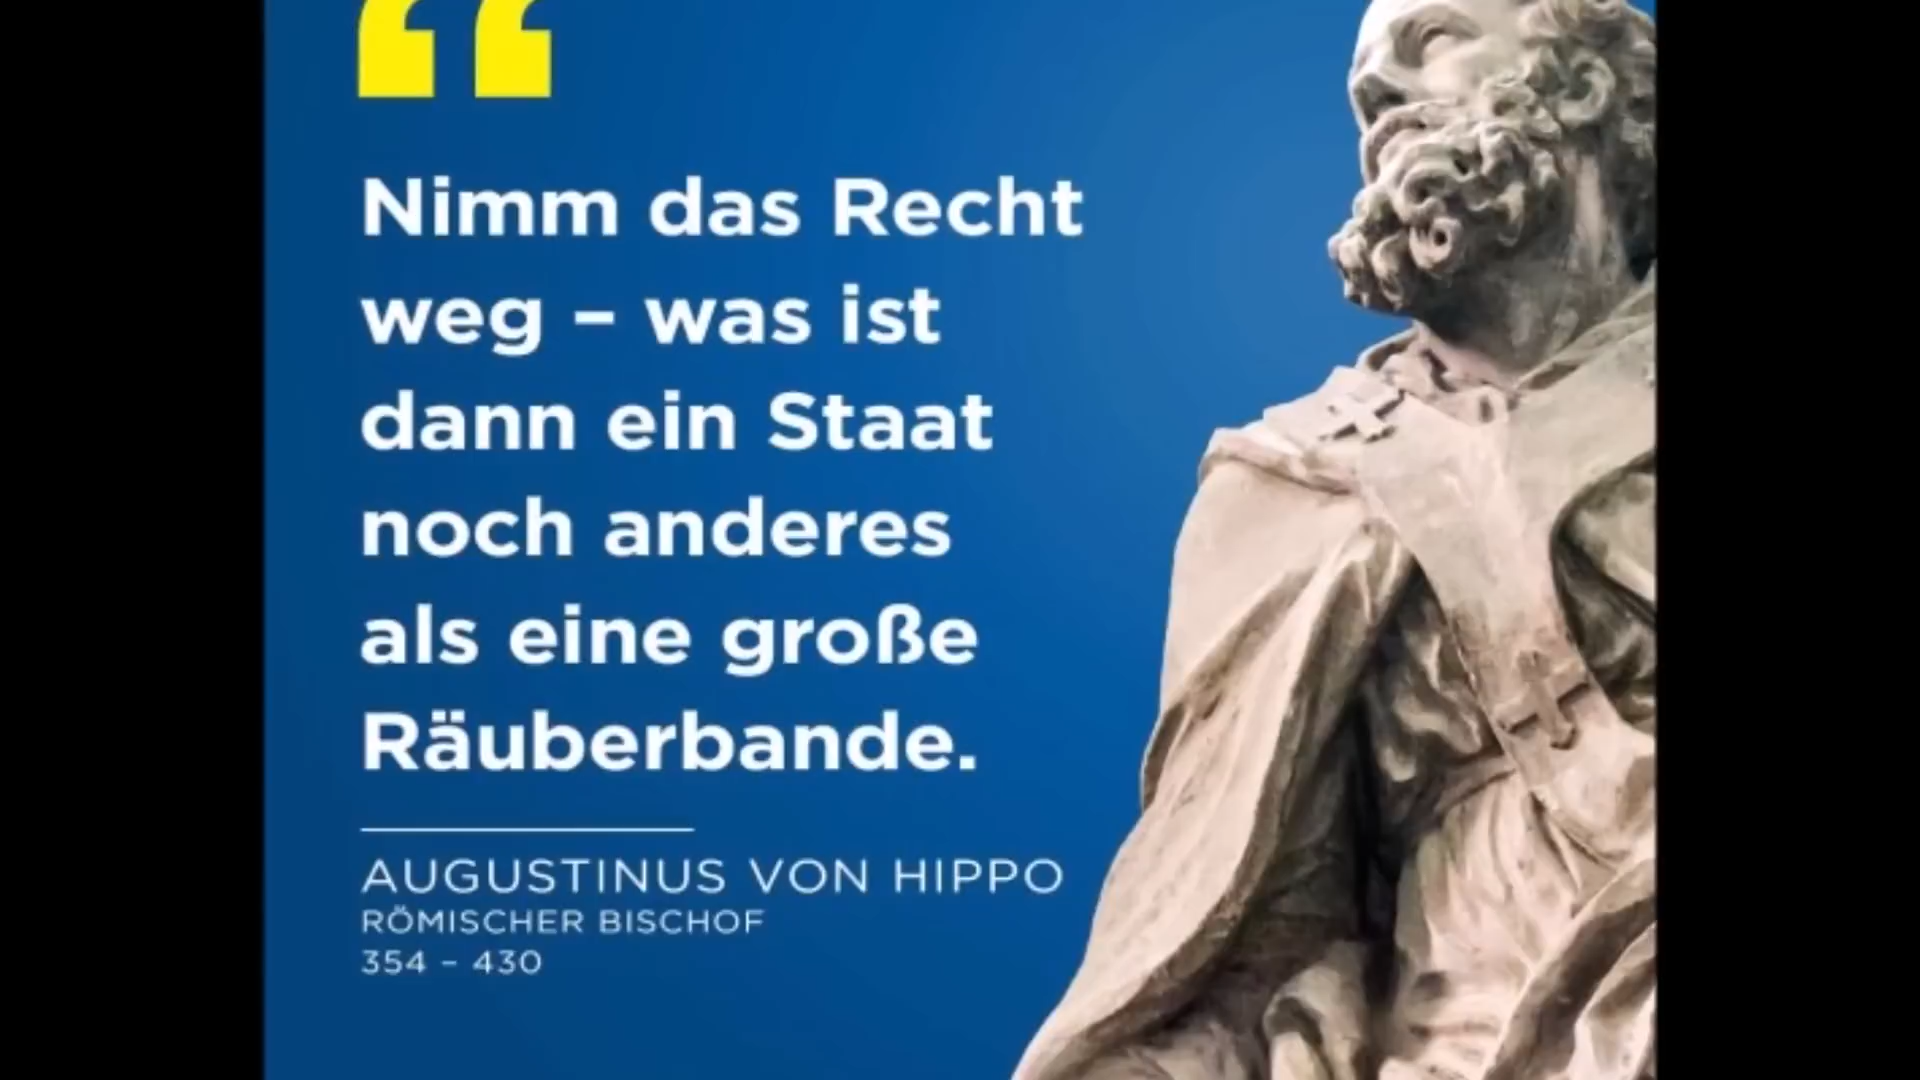 “
Nimm das Recht
weg – was ist
dann ein Staat
noch anderes
als eine große
Räuberbande.
AUGUSTINUS VON HIPPO
RÖMISCHER BISCHOF
354 – 430